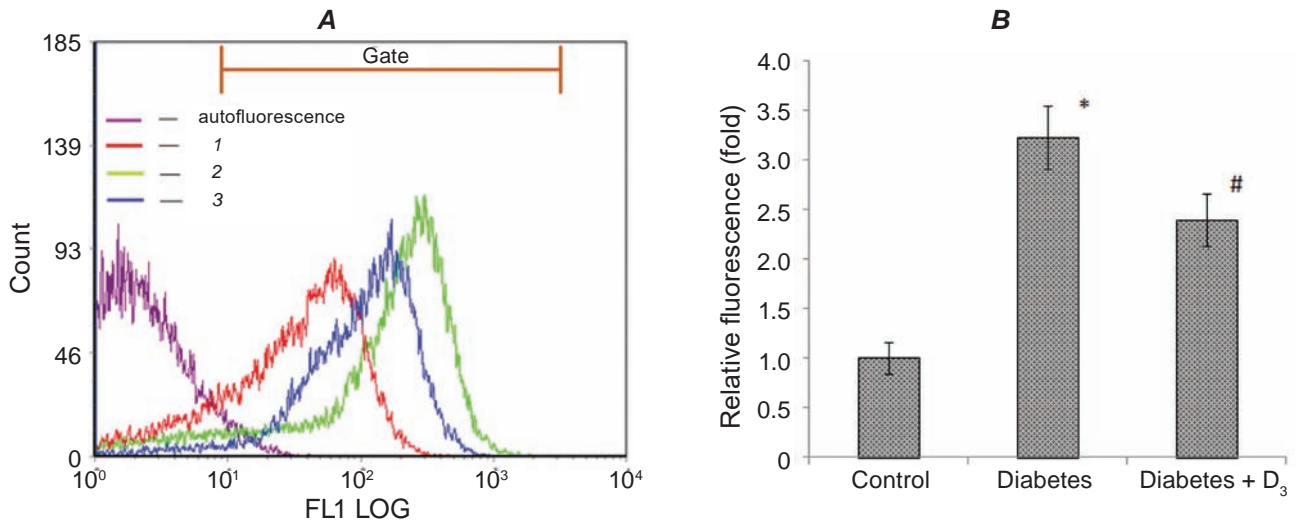 A
185
139
93
46
0
Count
Gate
autofluorescence
1
2
3
10⁰
10¹
10²
10³
10⁴
FL1 LOG
B
4.0
3.5
3.0
2.5
2.0
1.5
1.0
0.5
0
Relative fluorescence (fold)
*
#
Control
Diabetes
Diabetes + D₃